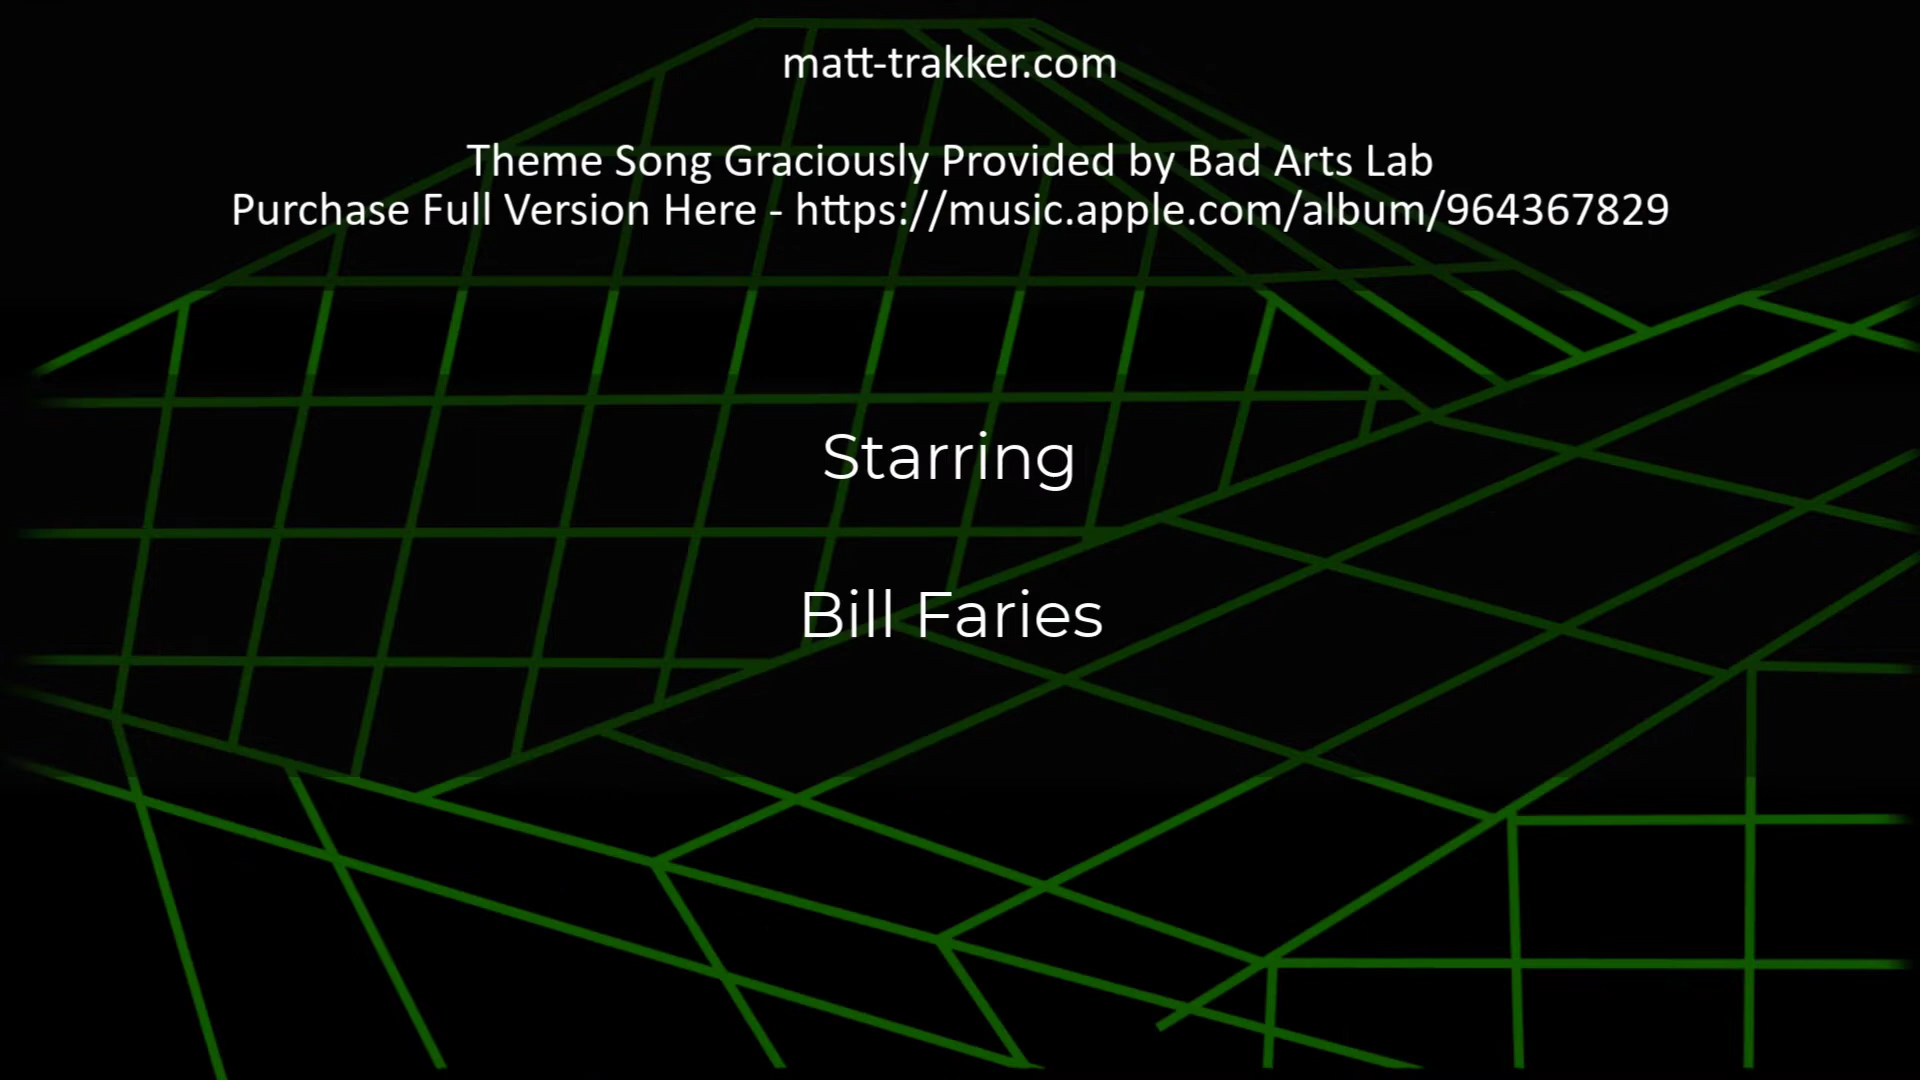 matt-trakker.com
Theme Song Graciously Provided by Bad Arts Lab
Purchase Full Version Here - https://music.apple.com/album/964367829
Starring
Bill Faries